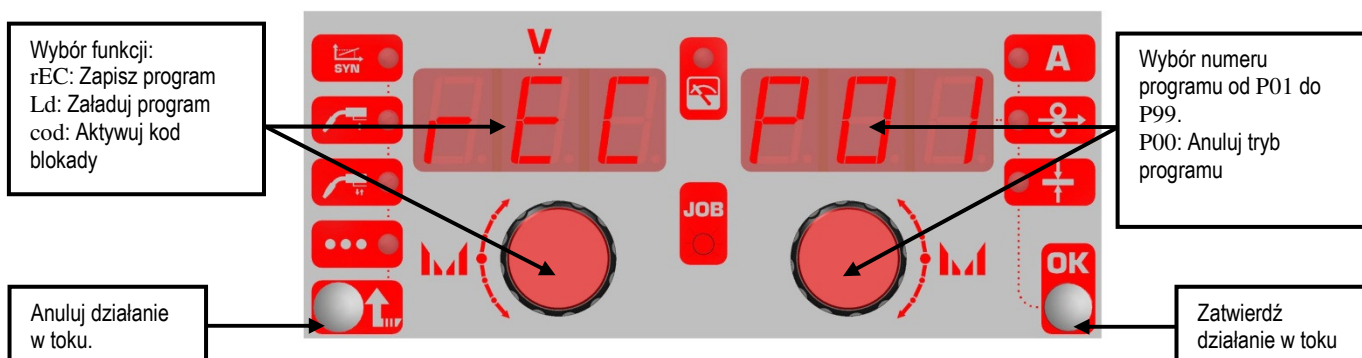 Wybór funkcji:
rEC: Zapisz program
Ld: Załaduj program
cod: Aktywuj kod
blokady
Anuluj działanie
w toku.
SYN
V
rEC
P01
JOB
A
OK
Wybór numeru
programu od P01 do
P99.
P00: Anuluj tryb
programu
Zatwierdź
działanie w toku